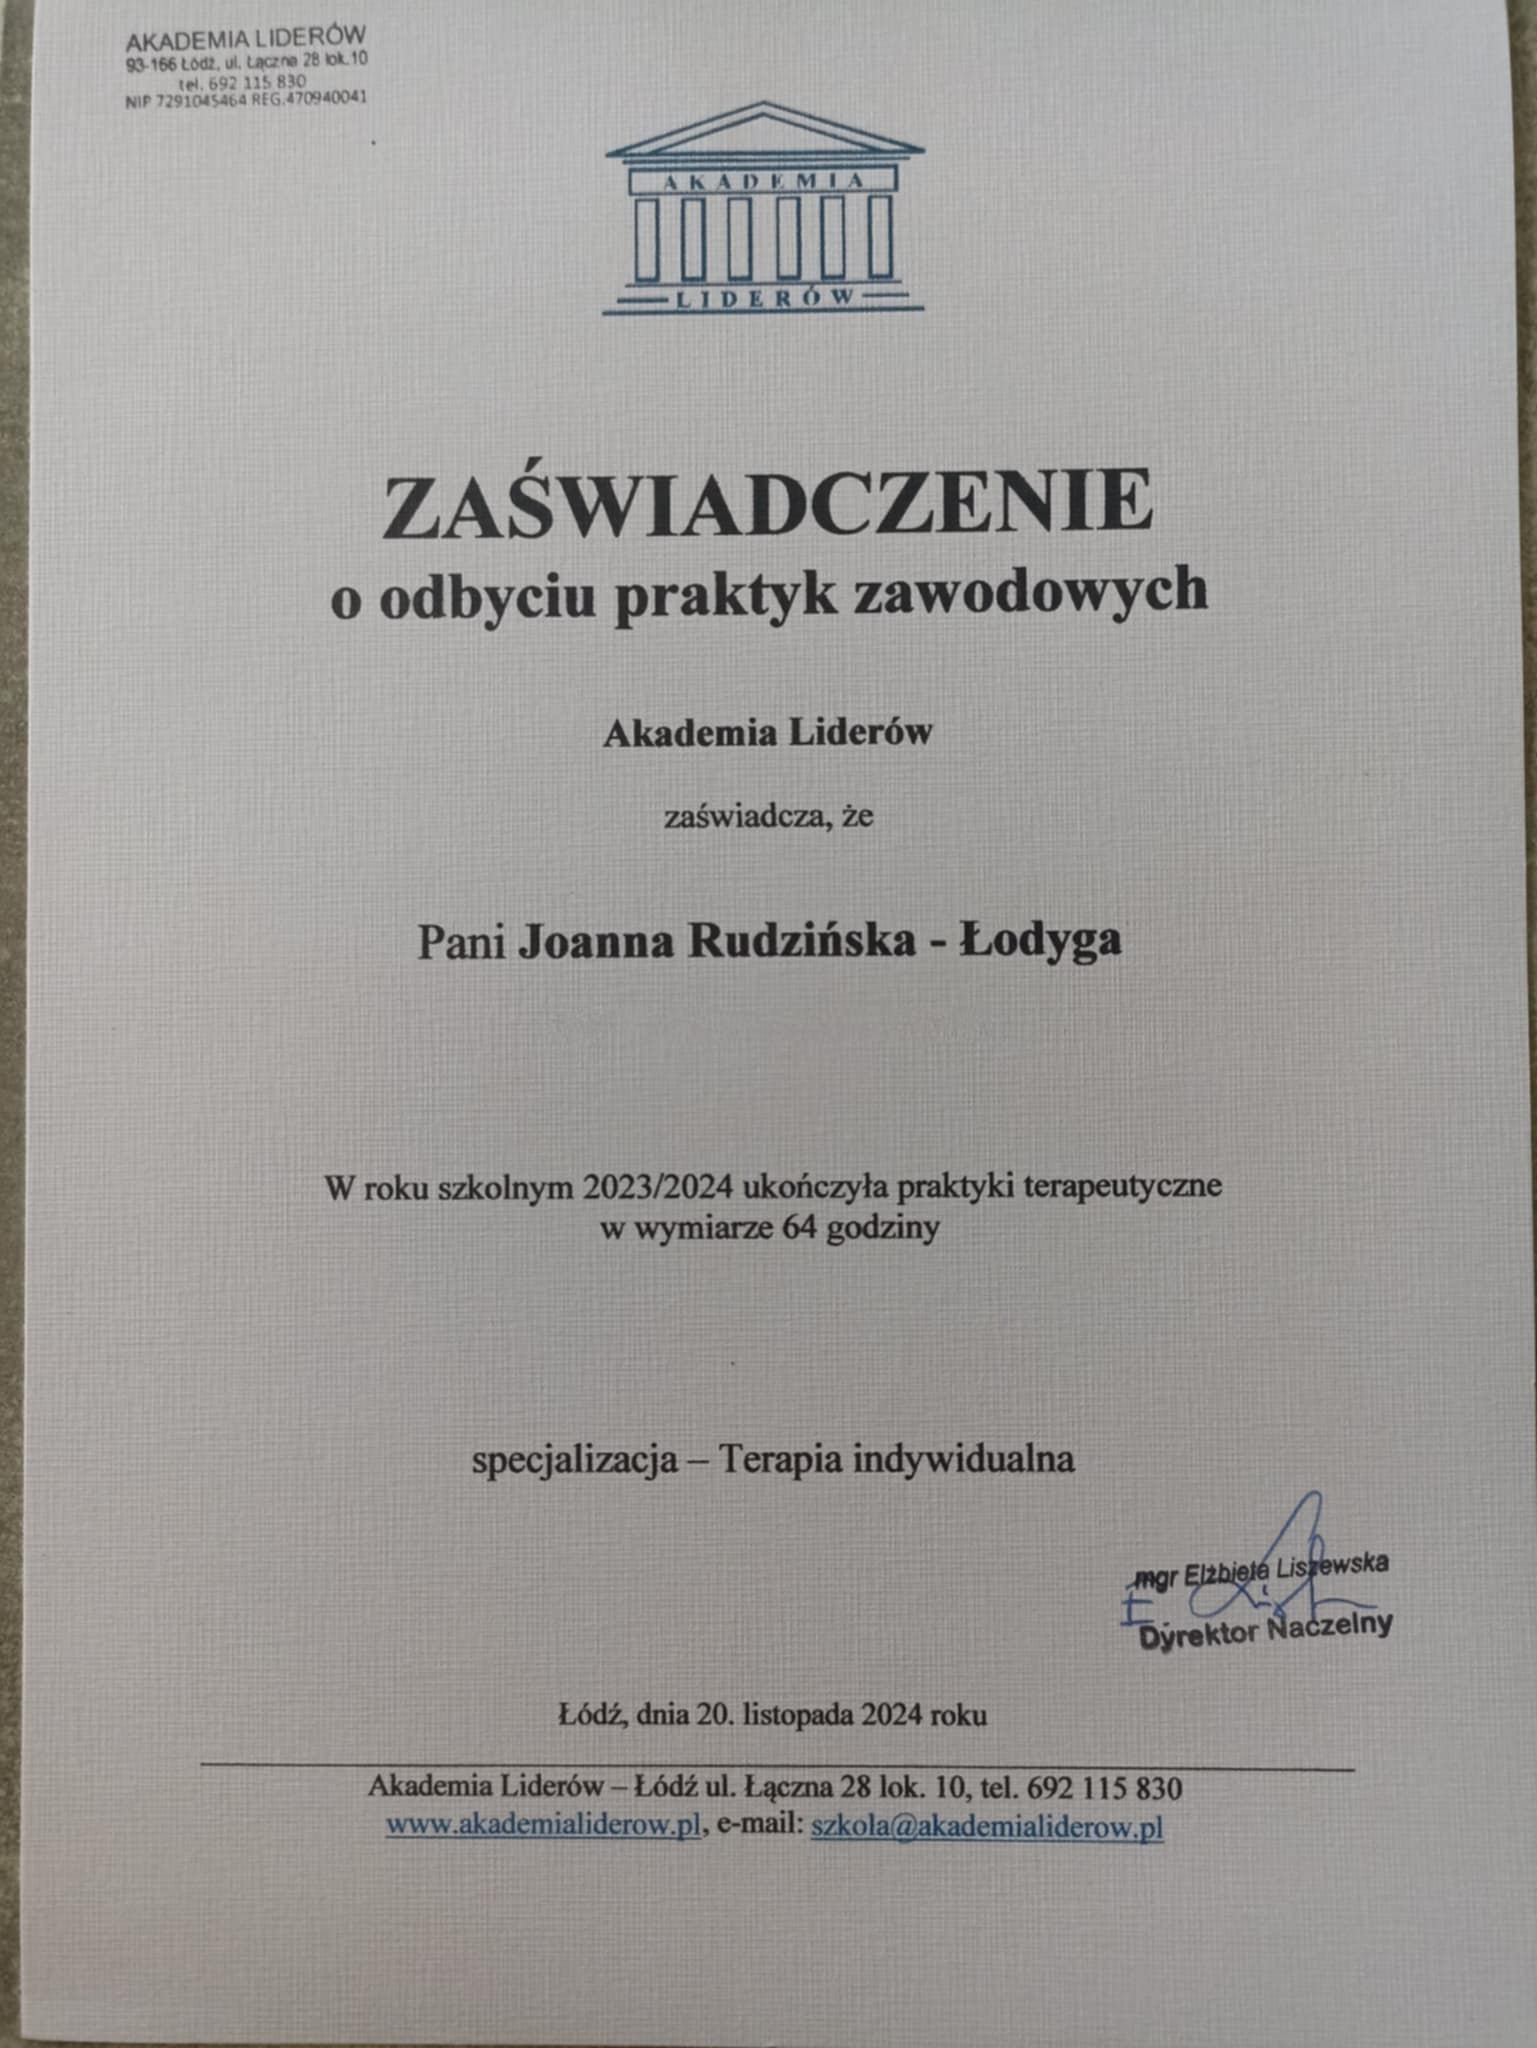 AKADEMIA LIDERÓW
93-166 Łódź, ul. Łączna 28 lok.10
tel. 692 115 830
NIP 7291045464 REG.470940041
AKADEMIA
LIDERÓW
ZAŚWIADCZENIE
o odbyciu praktyk zawodowych
Akademia Liderów
zaświadcza, że
Pani Joanna Rudzińska - Łodyga
W roku szkolnym 2023/2024 ukończyła praktyki terapeutyczne
w wymiarze 64 godziny
specjalizacja – Terapia indywidualna
mgr Elżbieta Liszewska
Dyrektor Naczelny
Łódź, dnia 20. listopada 2024 roku
Akademia Liderów – Łódź ul. Łączna 28 lok. 10, tel. 692 115 830
www.akademialiderow.pl, e-mail: szkola@akademialiderow.pl